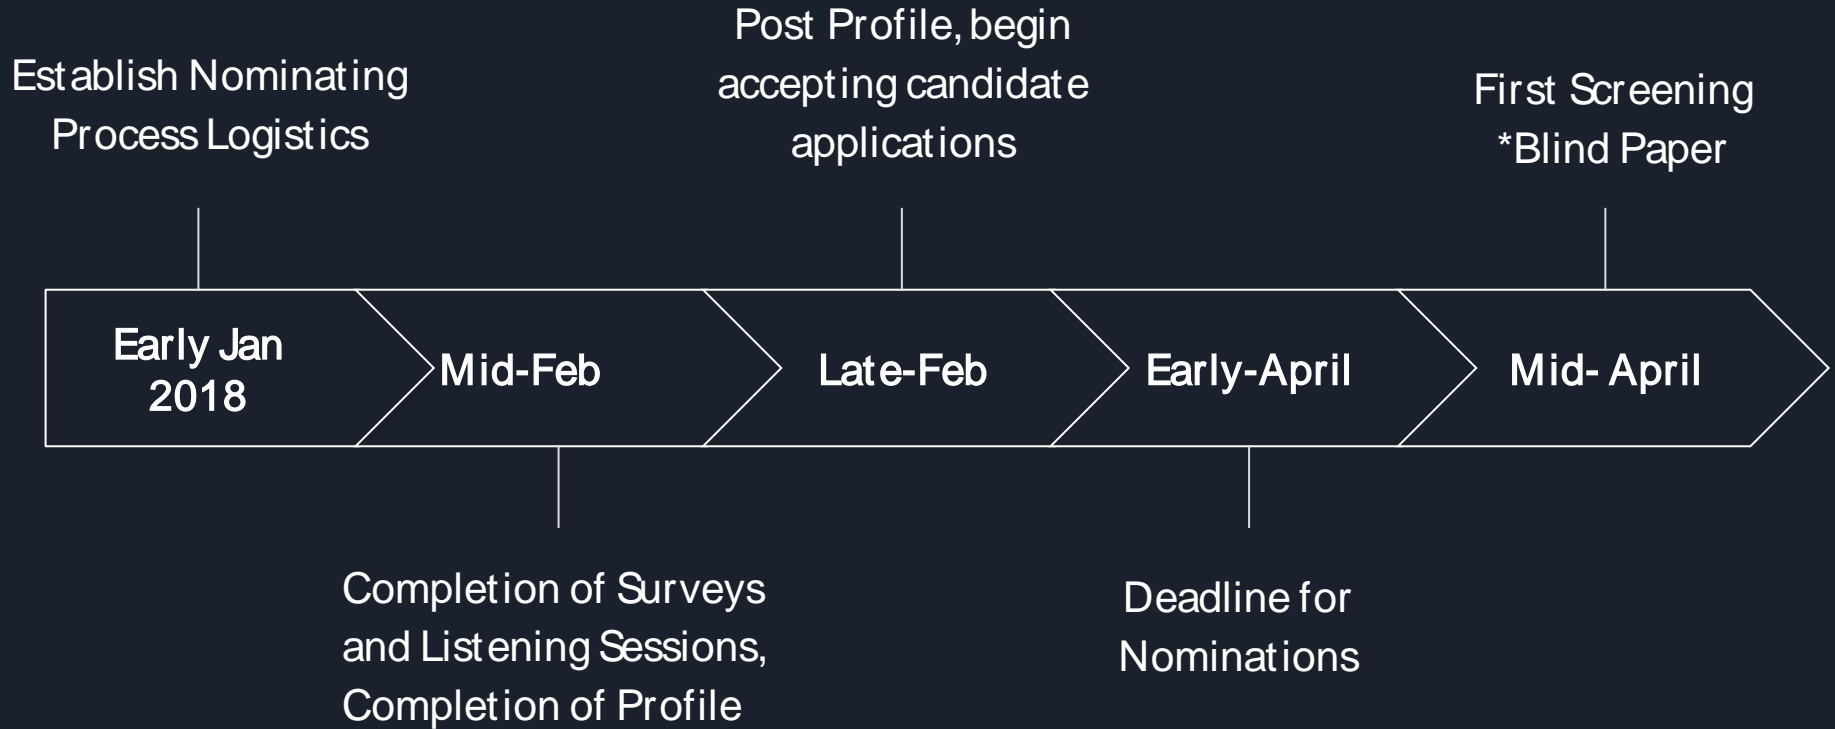 Establish Nominating
Process Logistics
Post Profile, begin
accepting candidate
applications
First Screening
*Blind Paper
Early Jan
2018
Mid-Feb
Late-Feb
Early-April
Mid- April
Completion of Surveys
and Listening Sessions,
Completion of Profile
Deadline for
Nominations